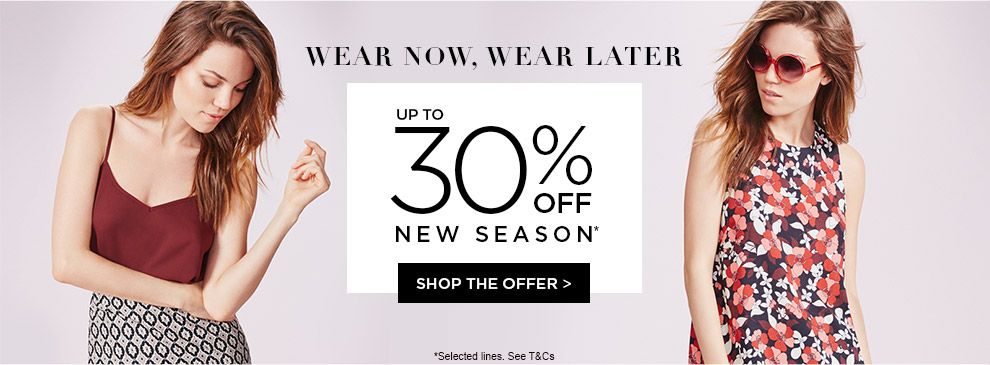 WEAR NOW, WEAR LATER
UP TO
30%
OFF
NEW SEASON*
SHOP THE OFFER >
*Selected lines. See T&Cs